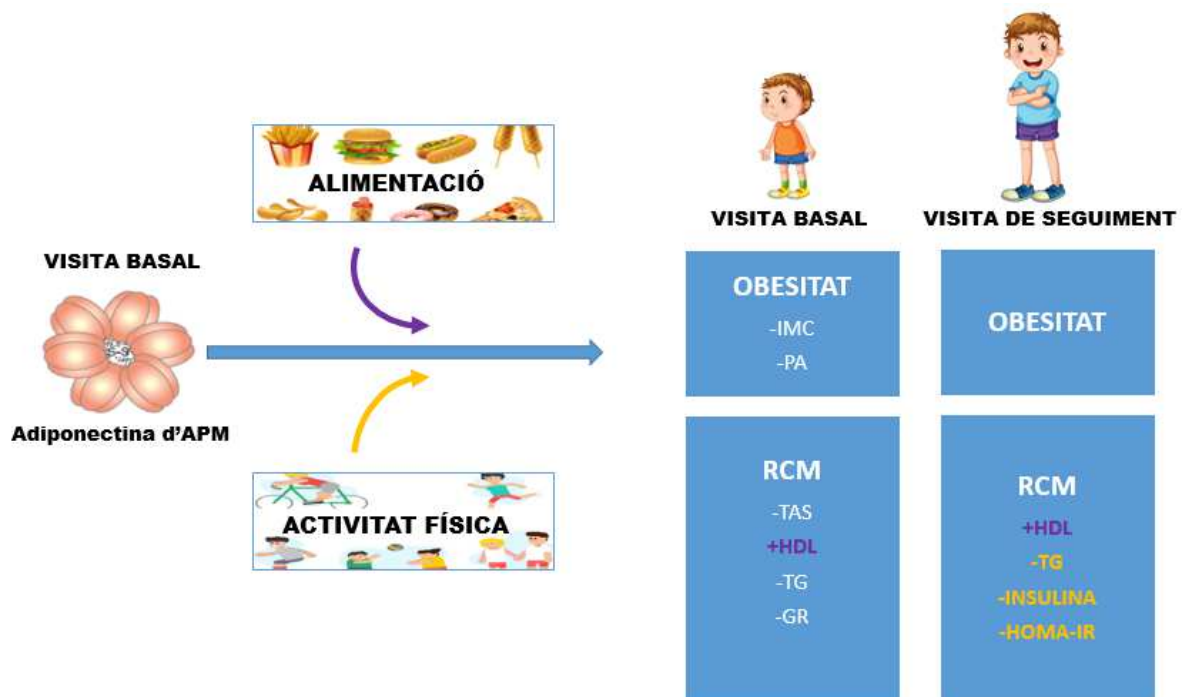 ALIMENTACIÓ
VISITA BASAL
Adiponectina d'APM
ACTIVITAT FÍSICA
VISITA BASAL
VISITA DE SEGUIMENT
OBESITAT
-IMC
-PA
OBESITAT
RCM
-TAS
+HDL
-TG
-GR
RCM
+HDL
-TG
-INSULINA
-HOMA-IR